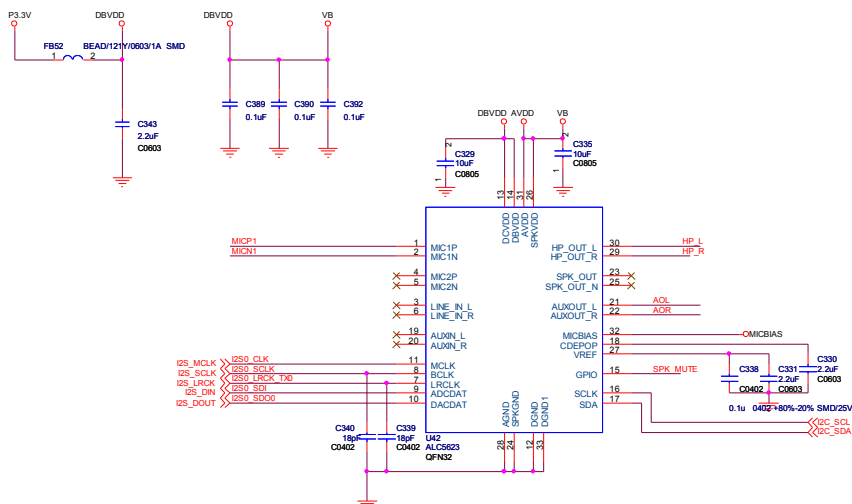 P3.3V
DBVDD
DBVDD
VB
FB52
BEAD/121Y/0603/1A SMD
1
2
C343
2.2uF
C0603
C389
0.1uF
C390
0.1uF
C392
0.1uF
DBVDD
AVDD
VB
2
C329
10uF
C0805
1
2
C335
10uF
C0805
1
13
14
31
26
DCVDD
DBVDD
AVDD
SPKVDD
MICP1
1
MIC1P
MICN1
2
MIC1N
4
MIC2P
5
MIC2N
3
LINE_IN_L
6
LINE_IN_R
19
AUXIN_L
20
AUXIN_R
I2S_MCLK
I2S0_CLK
11
MCLK
I2S_SCLK
I2S0_SCLK
8
BCLK
I2S_LRCK
I2S0_LRCK_TX0
7
LRCLK
I2S_DIN
I2S0_SDI
9
ADCDAT
I2S_DOUT
I2S0_SDO0
10
DACDAT
HP_OUT_L
30
HP_L
HP_OUT_R
29
HP_R
SPK_OUT
23
SPK_OUT_N
25
AUXOUT_L
21
AOL
AUXOUT_R
22
AOR
MICBIAS
32
MICBIAS
CDEPOP
18
VREF
27
GPIO
15
SPK_MUTE
SCLK
16
SDA
17
C338
C0402
C331
2.2uF
C0603
C330
2.2uF
C0603
0.1u 0402 +80%-20% SMD/25V
I2C_SCL
I2C_SDA
AGND
SPKGND
DGND
DGND1
28
24
12
33
C340
18pF
C0402
C339
18pF
C0402
U42
ALC5623
QFN32